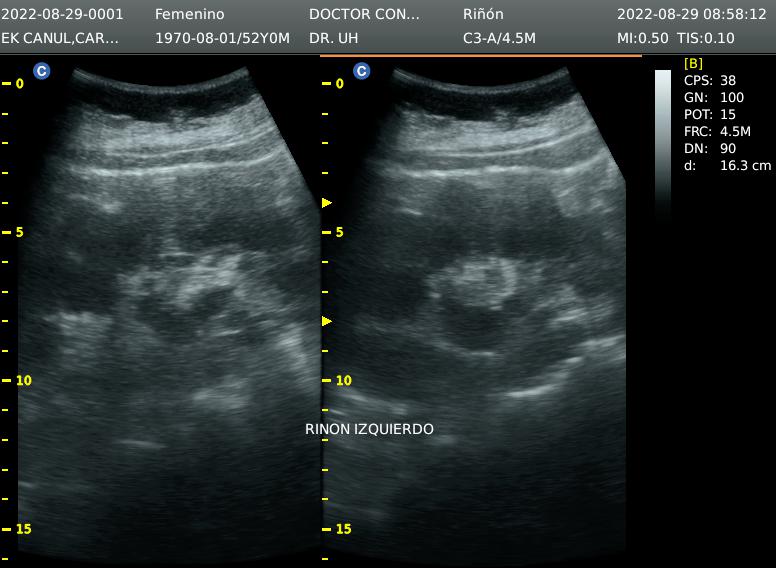 2022-08-29-0001 Femenino DOCTOR CON... Riñón 2022-08-29 08:58:12
EK CANUL,CAR... 1970-08-01/52Y0M DR. UH C3-A/4.5M MI:0.50 TIS:0.10
[B]
CPS: 38
GN: 100
POT: 15
FRC: 4.5M
DN: 90
d: 16.3 cm
C C
0 0
5 5
10 10
RINON IZQUIERDO
15 15